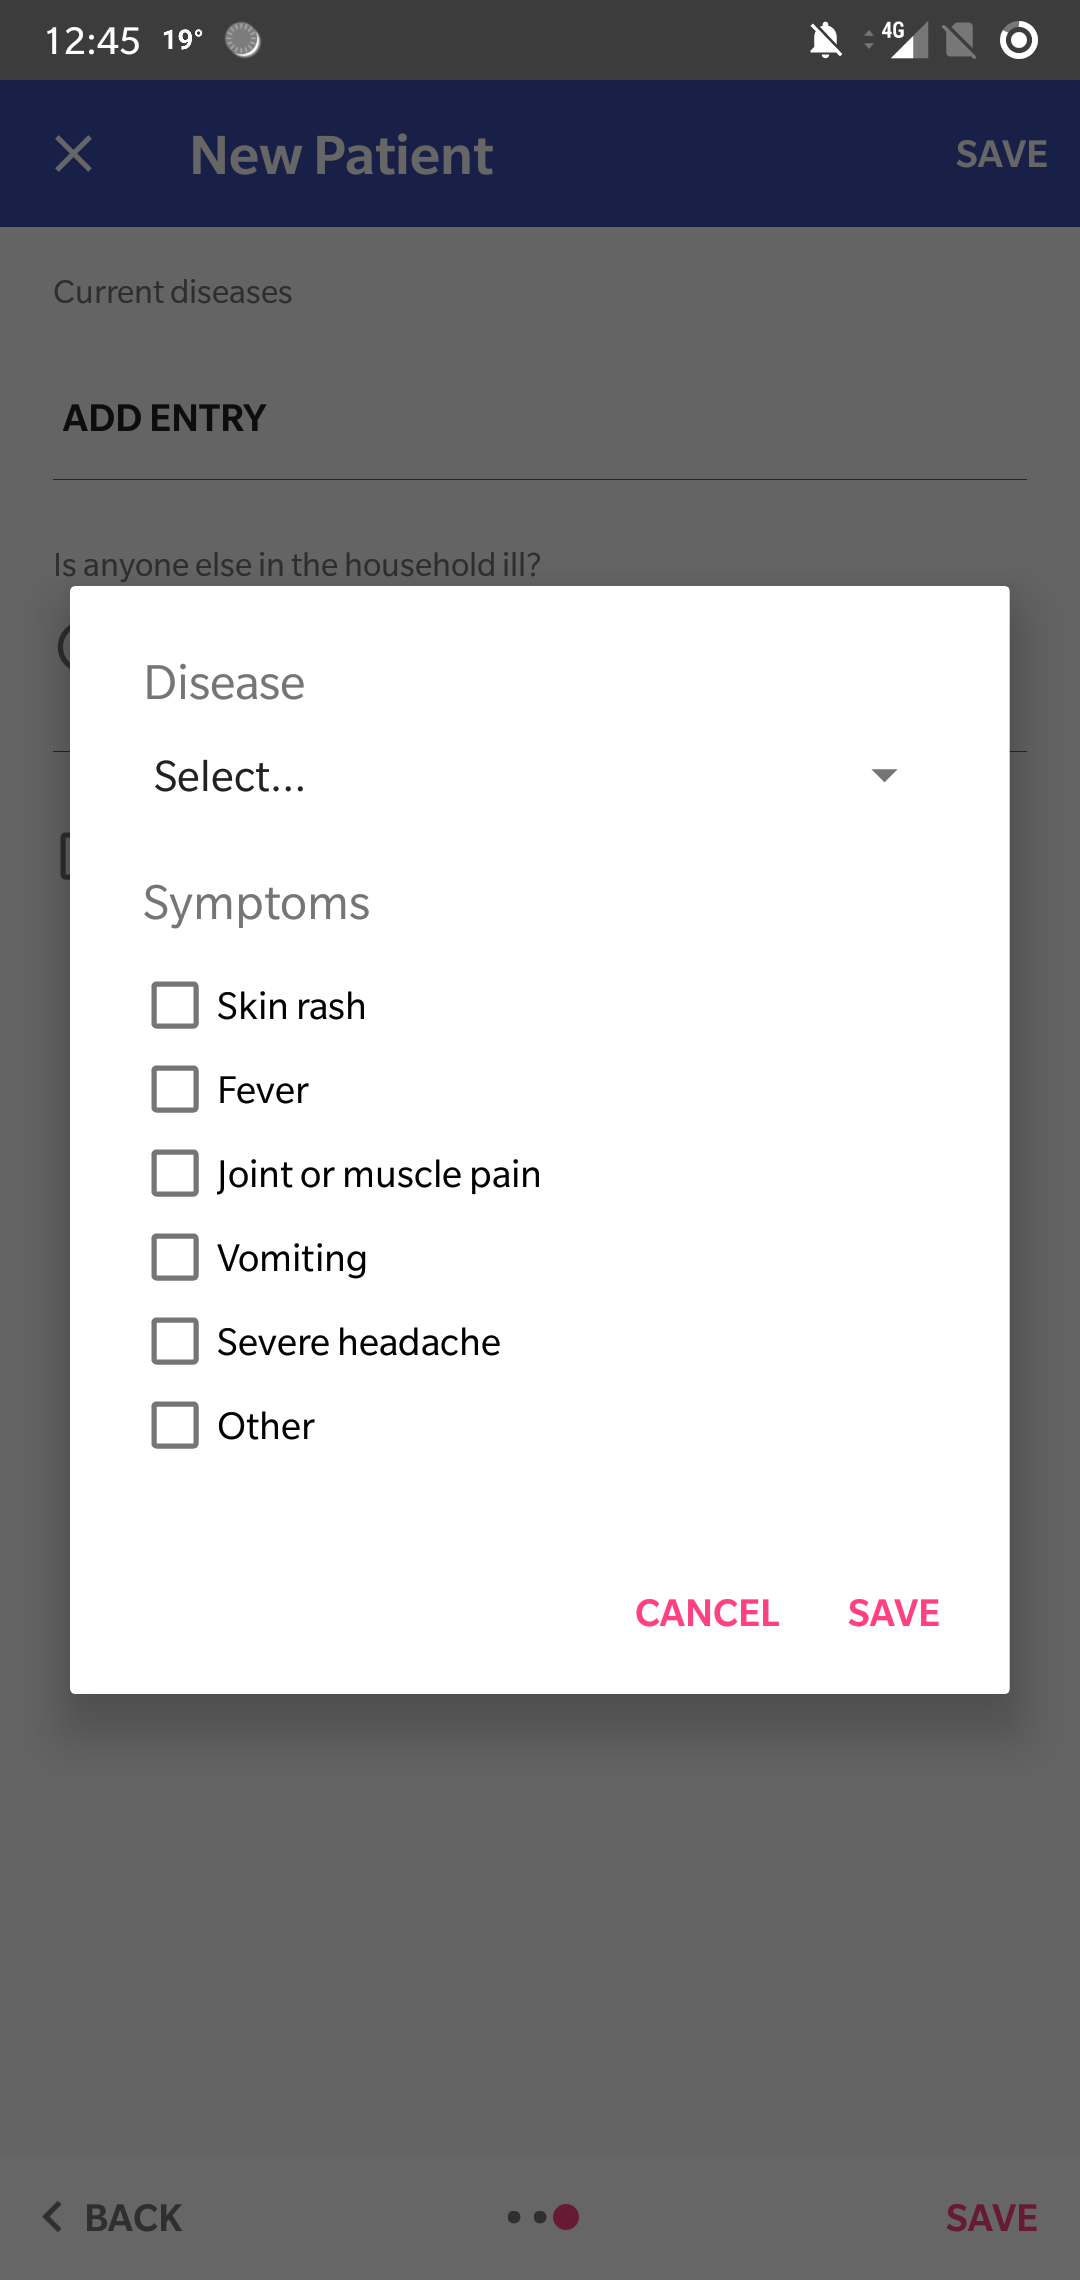 12:45 19° 4G
New Patient SAVE
Current diseases
ADD ENTRY
Is anyone else in the household ill?
Disease
Select...
Symptoms
Skin rash
Fever
Joint or muscle pain
Vomiting
Severe headache
Other
CANCEL SAVE
BACK SAVE